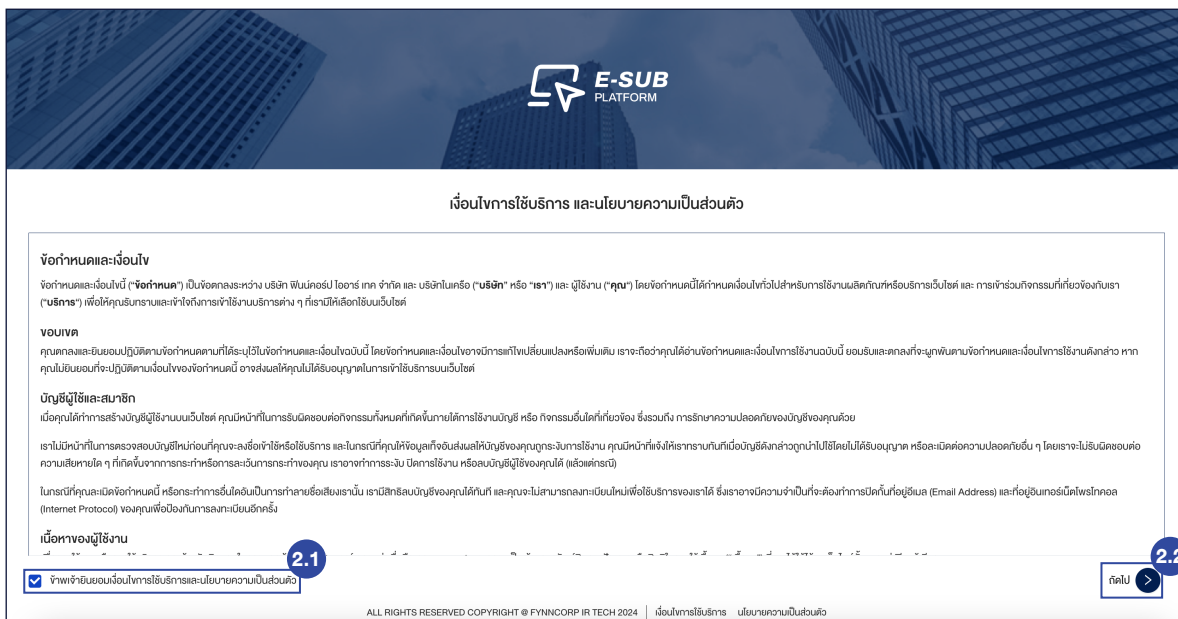 E-SUB
PLATFORM
เงื่อนไขการใช้บริการ และนโยบายความเป็นส่วนตัว
ข้อกำหนดและเงื่อนไข
ข้อกำหนดและเงื่อนไขนี้ ("ข้อกำหนด") เป็นข้อตกลงระหว่าง บริษัท ฟินน์คอร์ป ไออาร์ เทค จำกัด และ บริษัทในเครือ ("บริษัท" หรือ "เรา") และ ผู้ใช้งาน ("คุณ") โดยข้อกำหนดนี้ได้กำหนดเงื่อนไขทั่วไปสำหรับการใช้งานผลิตภัณฑ์หรือบริการเว็บไซต์ และ การเข้าร่วมกิจกรรมที่เกี่ยวข้องกับเรา
("บริการ") เพื่อให้คุณรับทราบและเข้าใจถึงการเข้าใช้งานบริการต่าง ๆ ที่เรามีให้เลือกใช้บนเว็บไซต์
ขอบเขต
คุณตกลงและยินยอมปฏิบัติตามข้อกำหนดตามที่ได้ระบุไว้ในข้อกำหนดและเงื่อนไขฉบับนี้ โดยข้อกำหนดและเงื่อนไขอาจมีการแก้ไขเปลี่ยนแปลงหรือเพิ่มเติม เราจะถือว่าคุณได้อ่านข้อกำหนดและเงื่อนไขการใช้งานฉบับนี้ ยอมรับและตกลงที่จะผูกพันตามข้อกำหนดและเงื่อนไขการใช้งานดังกล่าว หาก
คุณไม่ยินยอมที่จะปฏิบัติตามเงื่อนไขของข้อกำหนดนี้ อาจส่งผลให้คุณไม่ได้รับอนุญาตในการเข้าใช้บริการบนเว็บไซต์
บัญชีผู้ใช้และสมาชิก
เมื่อคุณได้ทำการสร้างบัญชีผู้ใช้งานบนเว็บไซต์ คุณมีหน้าที่ในการรับผิดชอบต่อกิจกรรมทั้งหมดที่เกิดขึ้นภายใต้การใช้งานบัญชี หรือ กิจกรรมอื่นใดที่เกี่ยวข้อง ซึ่งรวมถึง การรักษาความปลอดภัยของบัญชีของคุณด้วย
เราไม่มีหน้าที่ในการตรวจสอบบัญชีใหม่ก่อนที่คุณจะลงชื่อเข้าใช้หรือใช้บริการ และในกรณีที่คุณให้ข้อมูลเท็จอันส่งผลให้บัญชีของคุณถูกระงับการใช้งาน คุณมีหน้าที่แจ้งให้เราทราบทันทีเมื่อบัญชีดังกล่าวถูกนำไปใช้โดยไม่ได้รับอนุญาต หรือละเมิดต่อความปลอดภัยอื่น ๆ โดยเราจะไม่รับผิดชอบต่อ
ความเสียหายใด ๆ ที่เกิดขึ้นจากการกระทำหรือการละเว้นการกระทำของคุณ เราอาจทำการระงับ ปิดการใช้งาน หรือลบบัญชีผู้ใช้ของคุณได้ (แล้วแต่กรณี)
ในกรณีที่คุณละเมิดข้อกำหนดนี้ หรือกระทำการอื่นใดอันเป็นการทำลายชื่อเสียงเรานั้น เรามีสิทธิลบบัญชีของคุณได้ทันที และคุณจะไม่สามารถลงทะเบียนใหม่เพื่อใช้บริการของเราได้ ซึ่งเราอาจมีความจำเป็นที่จะต้องทำการปิดกั้นที่อยู่อีเมล (Email Address) และที่อยู่อินเทอร์เน็ตโพรโทคอล
(Internet Protocol) ของคุณเพื่อป้องกันการลงทะเบียนอีกครั้ง
เนื้อหาของผู้ใช้งาน
2.1
2.2
ข้าพเจ้ายินยอมเงื่อนไขการใช้บริการและนโยบายความเป็นส่วนตัว
ถัดไป
ALL RIGHTS RESERVED COPYRIGHT @ FYNNCORP IR TECH 2024 | เงื่อนไขการใช้บริการ นโยบายความเป็นส่วนตัว